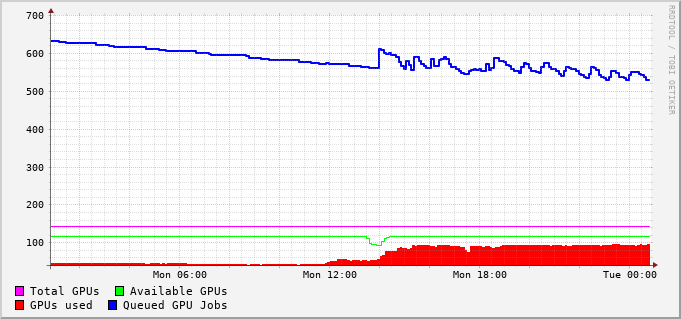 700
600
500
400
300
200
100
Mon 06:00 Mon 12:00 Mon 18:00 Tue 00:00
Total GPUs Available GPUs
GPUs used Queued GPU Jobs
RRDTOOL / TOBI OETIKER